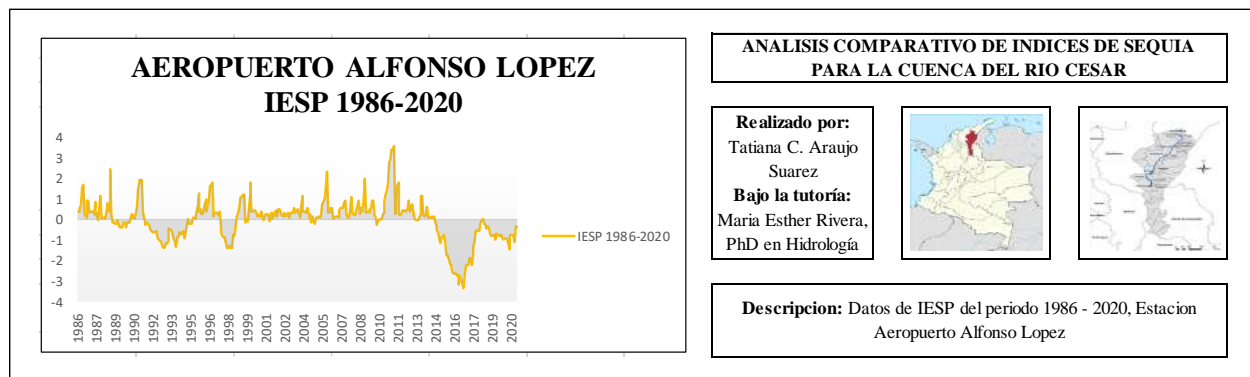 AEROPUERTO ALFONSO LOPEZ
IESP 1986-2020
4
3
2
1
0
-1
-2
-3
-4
1986
1987
1989
1990
1992
1993
1995
1996
1998
1999
2001
2002
2004
2005
2007
2008
2010
2011
2013
2014
2016
2017
2019
2020
IESP 1986-2020
ANALISIS COMPARATIVO DE INDICES DE SEQUIA
PARA LA CUENCA DEL RIO CESAR
Realizado por:
Tatiana C. Araujo
Suarez
Bajo la tutoría:
Maria Esther Rivera,
PhD en Hidrología
Descripcion: Datos de IESP del periodo 1986 - 2020, Estacion
Aeropuerto Alfonso Lopez